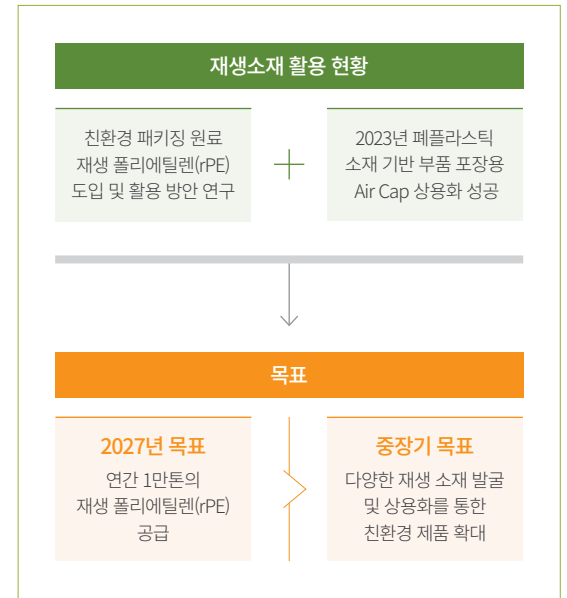 재생소재 활용 현황
친환경 패키징 원료
재생 폴리에틸렌(rPE)
도입 및 활용 방안 연구
2023년 폐플라스틱
소재 기반 부품 포장용
Air Cap 상용화 성공
목표
2027년 목표
연간 1만톤의
재생 폴리에틸렌(rPE)
공급
중장기 목표
다양한 재생 소재 발굴
및 상용화를 통한
친환경 제품 확대